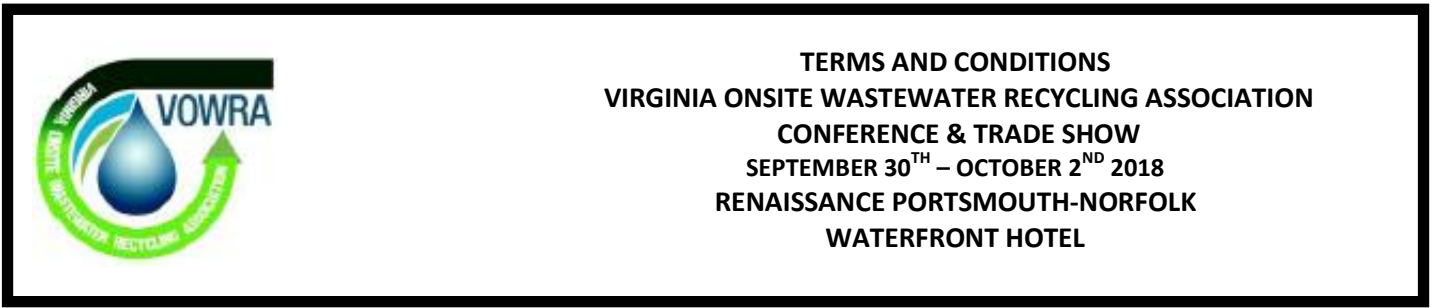 VOWRA
VIRGINIA ONSITE WASTEWATER RECYCLING ASSOCIATION
TERMS AND CONDITIONS
VIRGINIA ONSITE WASTEWATER RECYCLING ASSOCIATION
CONFERENCE & TRADE SHOW
SEPTEMBER 30TH – OCTOBER 2ND 2018
RENAISSANCE PORTSMOUTH-NORFOLK
WATERFRONT HOTEL